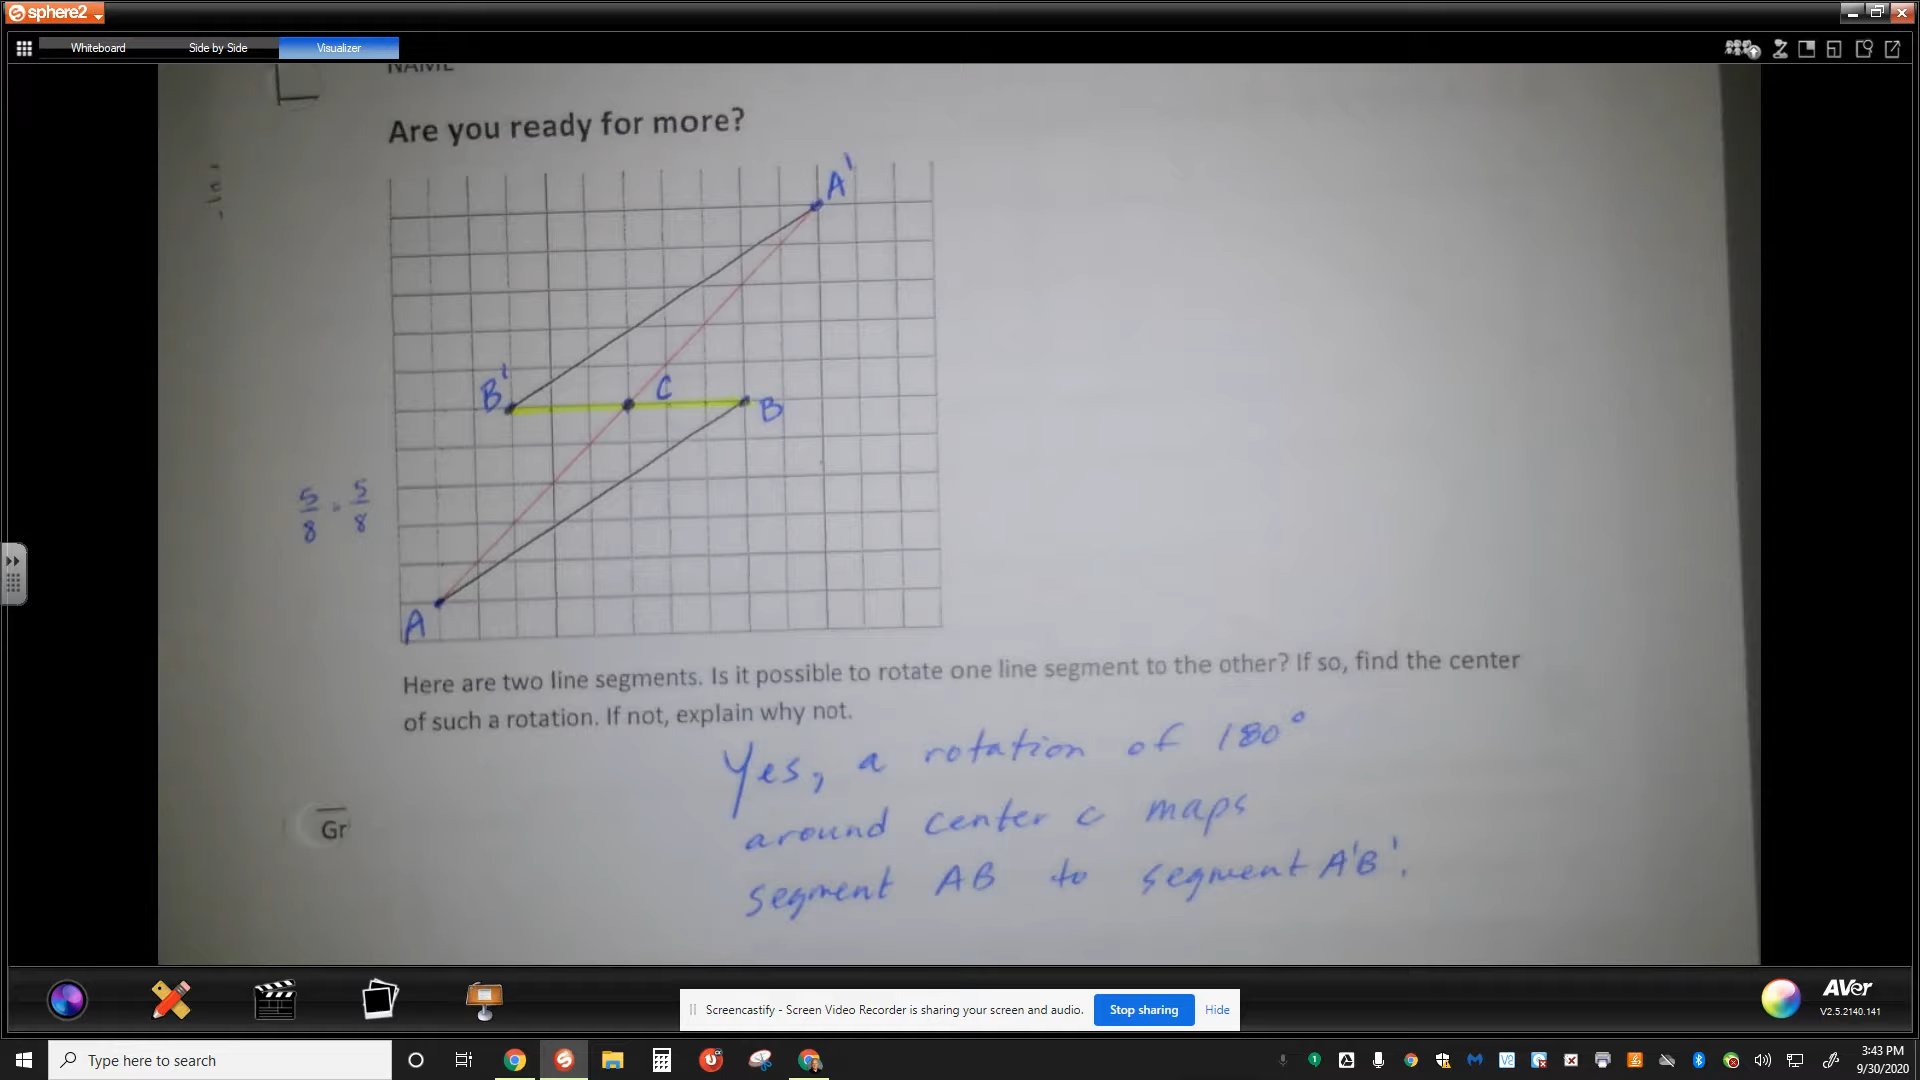 sphere2
Whiteboard Side by Side Visualizer
NAME
Are you ready for more?
A'
B' C B
5/8 = 5/8
A
Here are two line segments. Is it possible to rotate one line segment to the other? If so, find the center
of such a rotation. If not, explain why not.
Yes, a rotation of 180°
around center c maps
segment AB to segment A'B'.
Gr
AVer
V2.5.2140.141
Screencastify - Screen Video Recorder is sharing your screen and audio. Stop sharing Hide
Type here to search
3:43 PM
9/30/2020